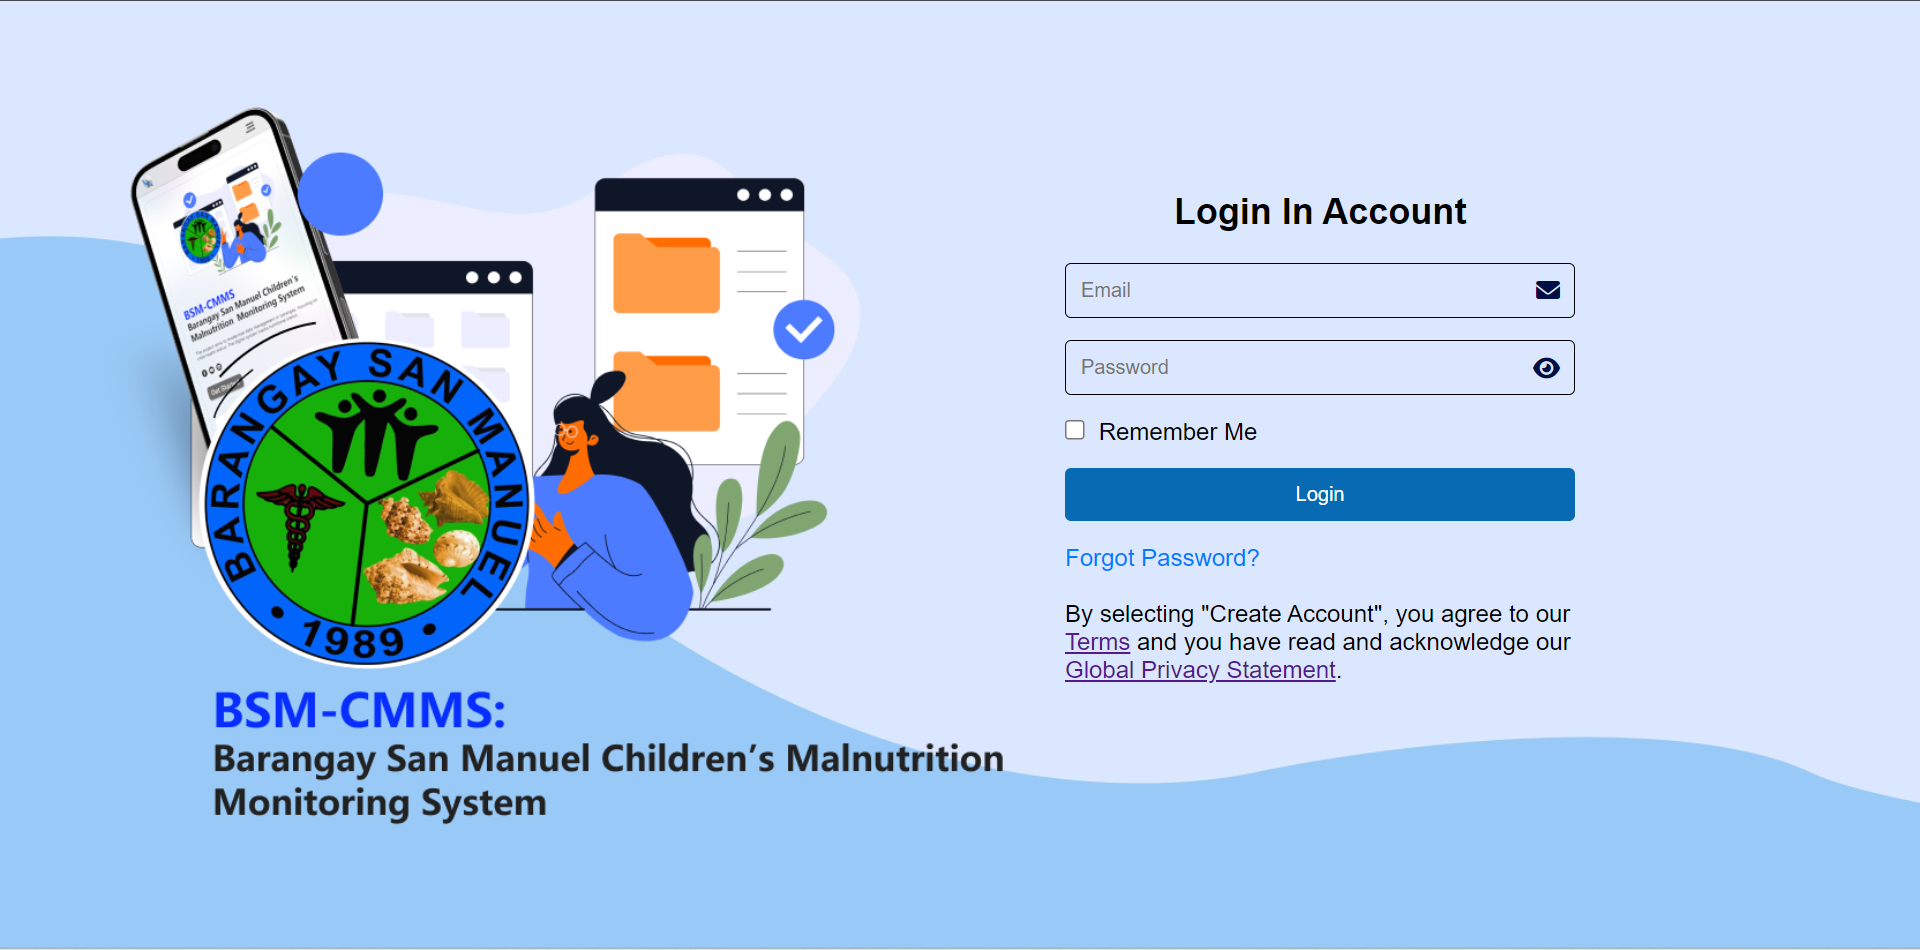 BSM-CMMS
Barangay San Manuel Children's
Malnutrition Monitoring System
BARANGAY SAN MANUEL
• 1989 •
BSM-CMMS:
Barangay San Manuel Children's Malnutrition
Monitoring System
Login In Account
Email
Password
Remember Me
Login
Forgot Password?
By selecting "Create Account", you agree to our
Terms and you have read and acknowledge our
Global Privacy Statement.